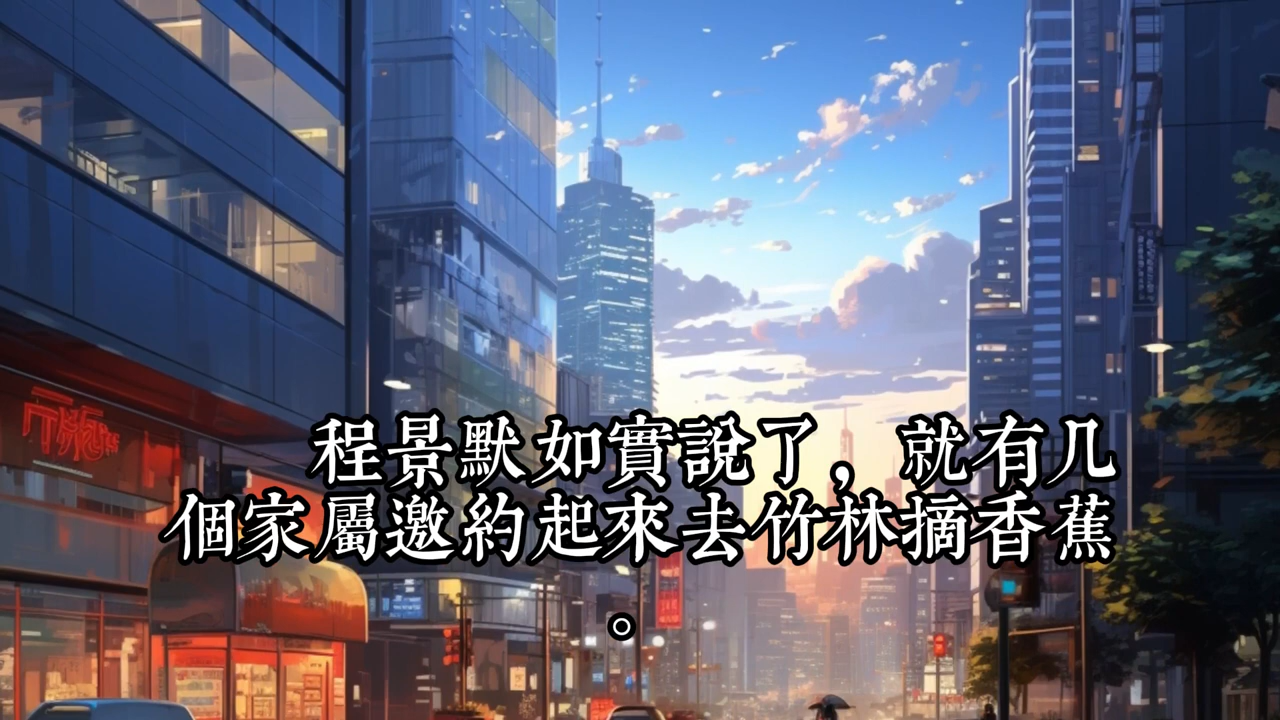 程景默如實說了，就有几
個家屬邀約起來去竹林摘香蕉
。